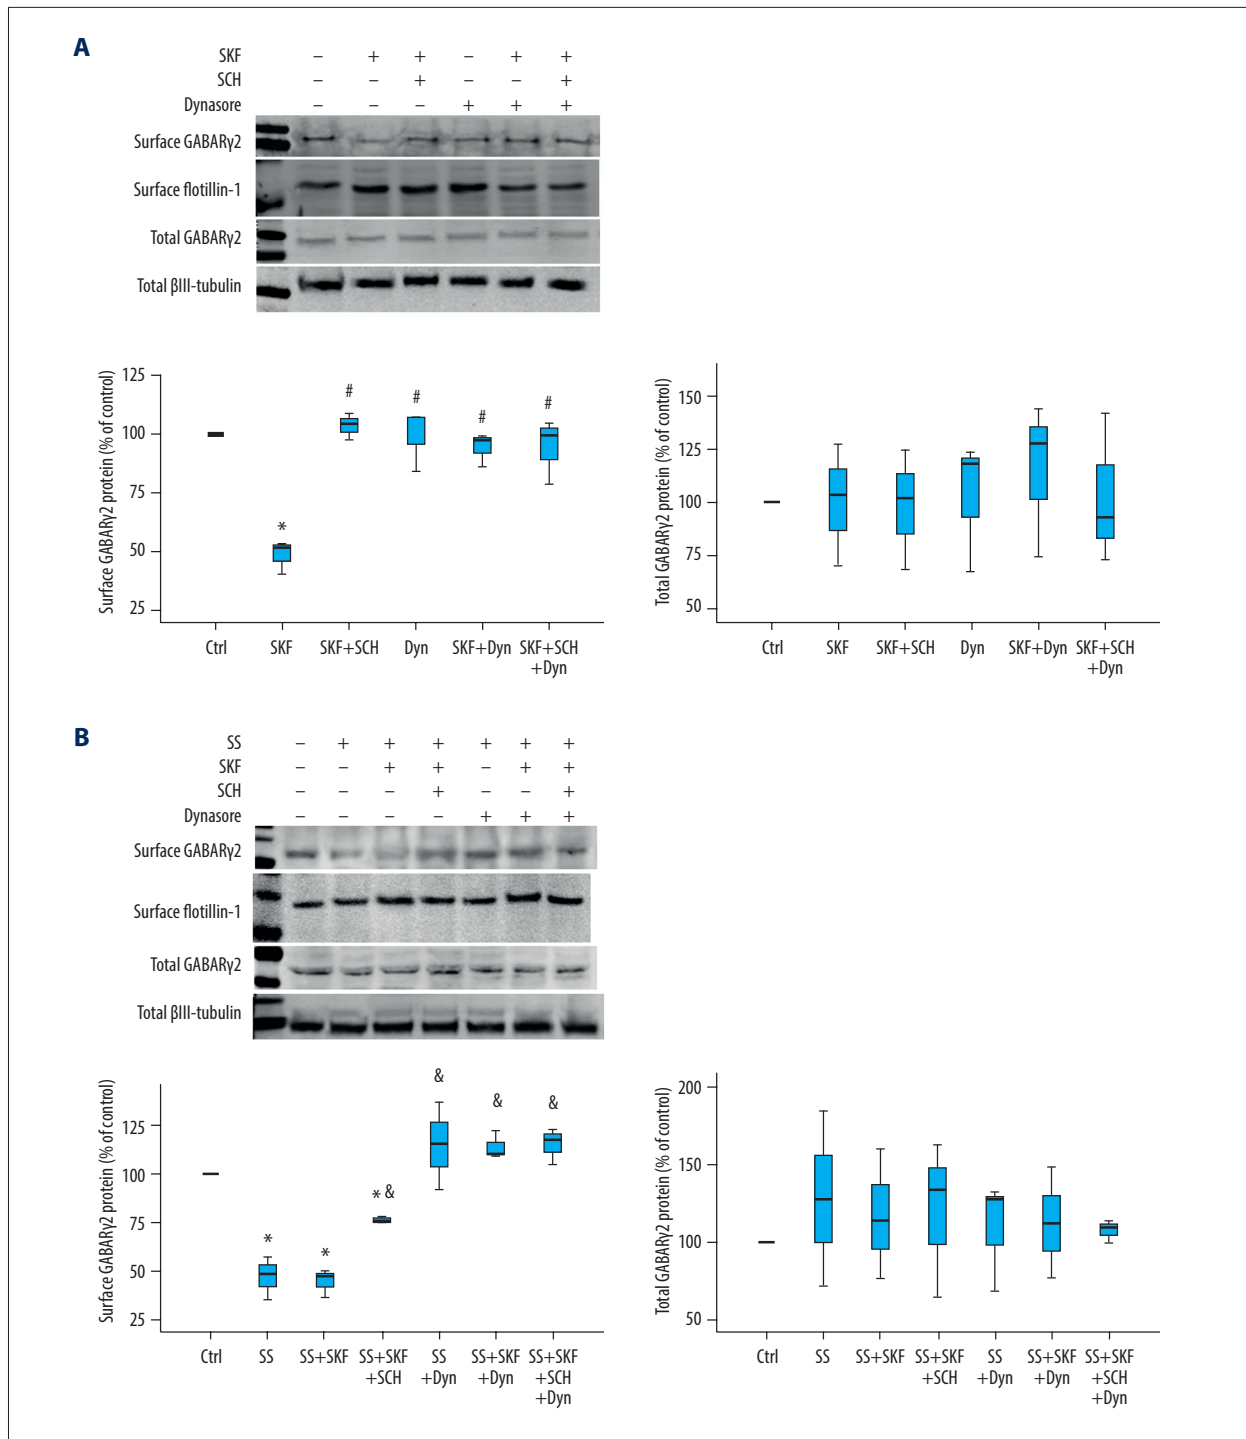 A
SKF – + + – + +
SCH – – + – – +
Dynasore – – – + + +
Surface GABARγ2
Surface flotillin-1
Total GABARγ2
Total βIII-tubulin
Surface GABARγ2 protein (% of control)
125
100
75
50
25
*
#
#
#
#
Ctrl SKF SKF+SCH Dyn SKF+Dyn SKF+SCH
+Dyn
Total GABARγ2 protein (% of control)
150
125
100
75
50
Ctrl SKF SKF+SCH Dyn SKF+Dyn SKF+SCH
+Dyn
B
SS – + + + + + +
SKF – – + + – + +
SCH – – – + – – +
Dynasore – – – – + + +
Surface GABARγ2
Surface flotillin-1
Total GABARγ2
Total βIII-tubulin
Surface GABARγ2 protein (% of control)
125
100
75
50
25
*
*
* &
&
&
&
Ctrl SS SS+SKF SS+SKF SS SS+SKF SS+SKF
+SCH +Dyn +Dyn +SCH
+Dyn
Total GABARγ2 protein (% of control)
200
150
100
50
Ctrl SS SS+SKF SS+SKF SS SS+SKF SS+SKF
+SCH +Dyn +Dyn +SCH
+Dyn